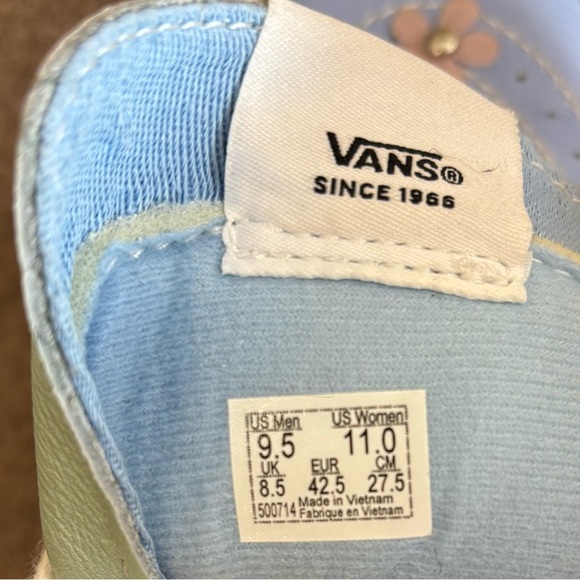 VANS®
SINCE 1966
US Men US Women
9.5 11.0
UK EUR CM
8.5 42.5 27.5
Made in Vietnam
500714 Fabrique en Vietnam